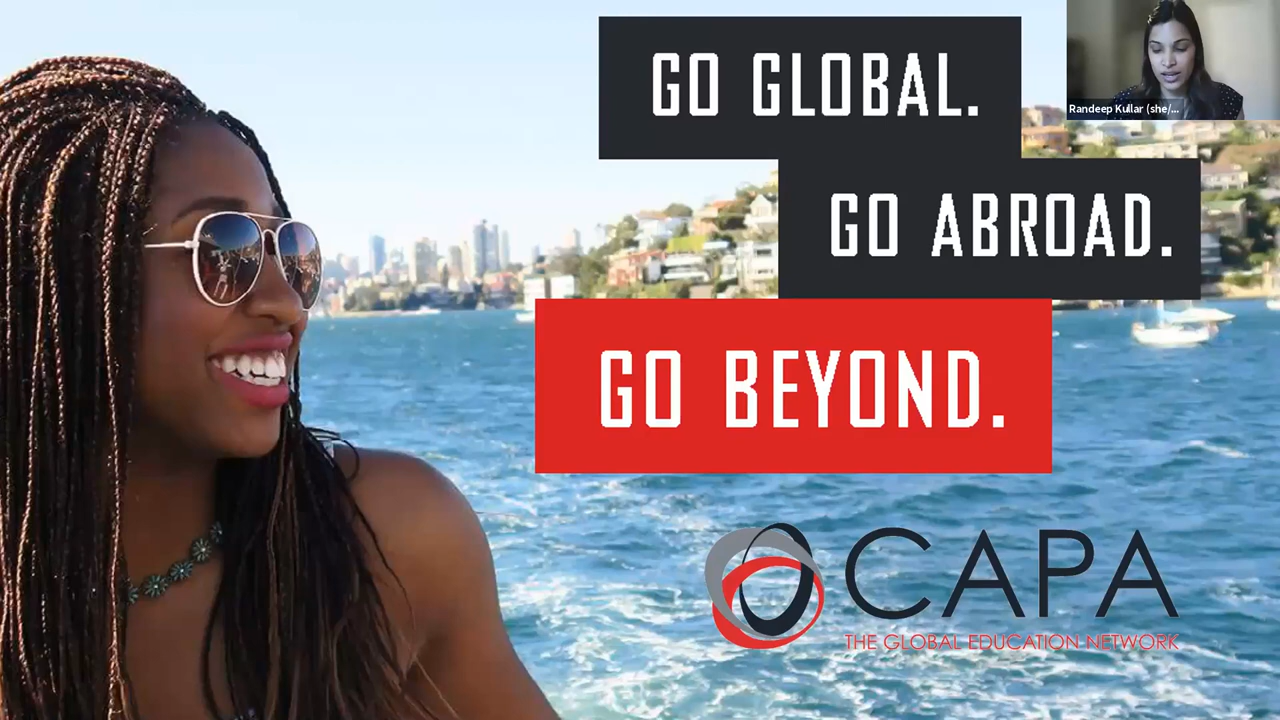 GO GLOBAL.
Randeep Kullar (she/...
GO ABROAD.
GO BEYOND.
CAPA
THE GLOBAL EDUCATION NETWORK